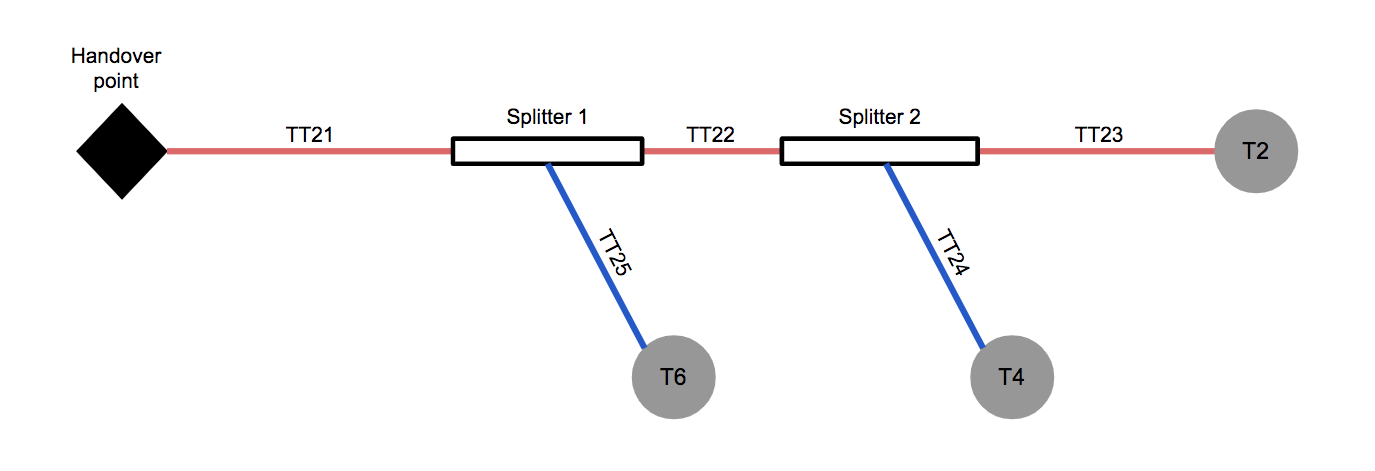 Handover
point
TT21
Splitter 1
TT22
Splitter 2
TT23
T2
TT25
TT24
T6
T4